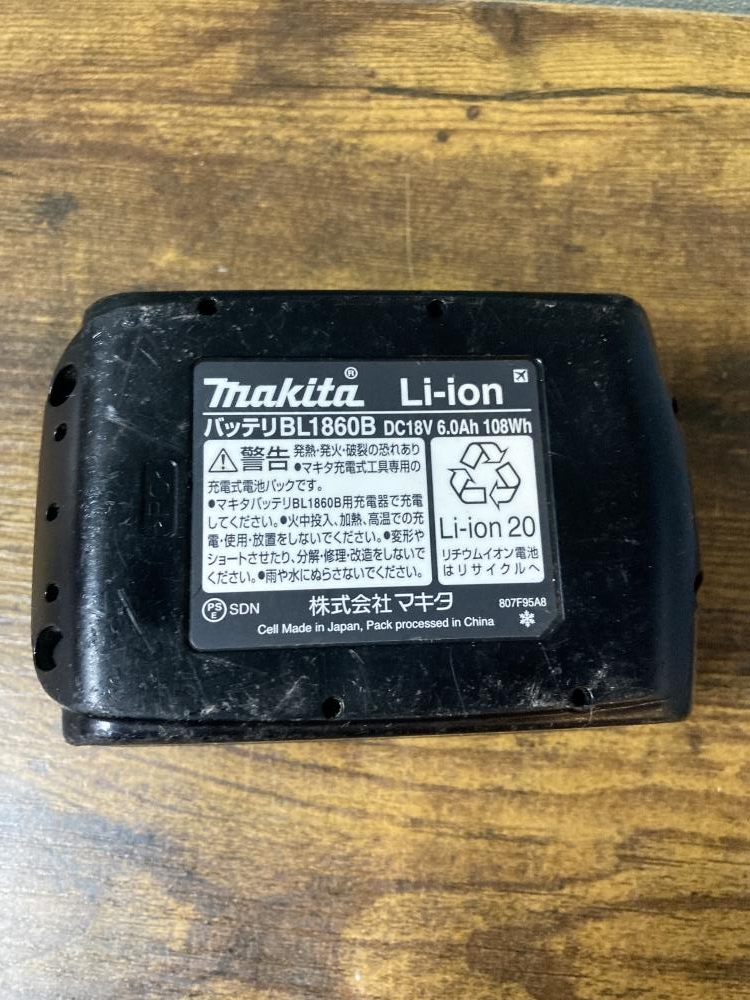 makita® Li-ion
バッテリBL1860B DC18V 6.0Ah 108Wh
警告 発熱・発火・破裂の恐れあり
●マキタ充電式工具専用の
充電式電池パックです。
●マキタバッテリBL1860B用充電器で充電
してください。●火中投入、加熱、高温での充
電・使用・放置をしないでください。●変形や
ショートさせたり、分解・修理・改造をしないで
ください。●雨や水にぬらさないでください。
Li-ion 20
リチウムイオン電池
はリサイクルへ
PSE SDN 株式会社マキタ 807F95A8
Cell Made in Japan, Pack processed in China